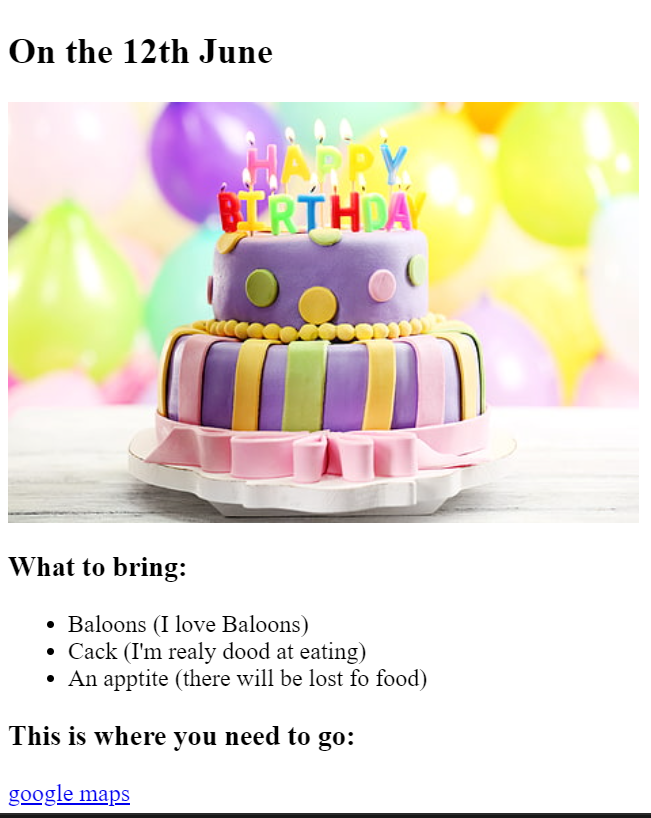 On the 12th June
HAPPY
BIRTHDAY
What to bring:
Baloons (I love Baloons)
Cack (I'm realy dood at eating)
An apptite (there will be lost fo food)
This is where you need to go:
google maps